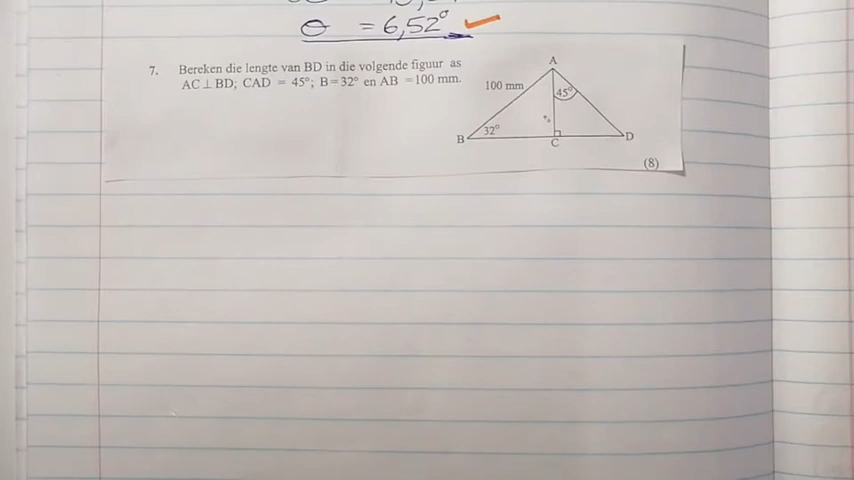 θ = 6,52°
7. Bereken die lengte van BD in die volgende figuur as
AC ⊥ BD; CAD = 45°; B=32° en AB =100 mm.
A
100 mm
45°
32°
B
C
D
(8)